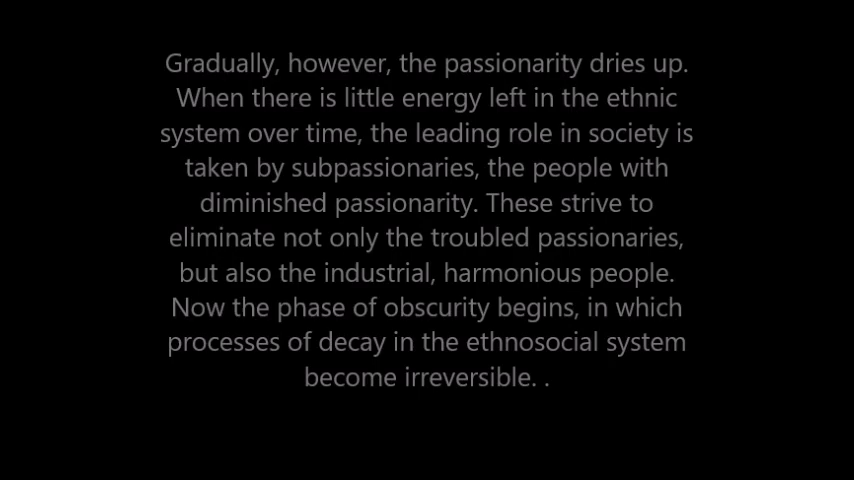 Gradually, however, the passionarity dries up.
When there is little energy left in the ethnic
system over time, the leading role in society is
taken by subpassionaries, the people with
diminished passionarity. These strive to
eliminate not only the troubled passionaries,
but also the industrial, harmonious people.
Now the phase of obscurity begins, in which
processes of decay in the ethnosocial system
become irreversible. .